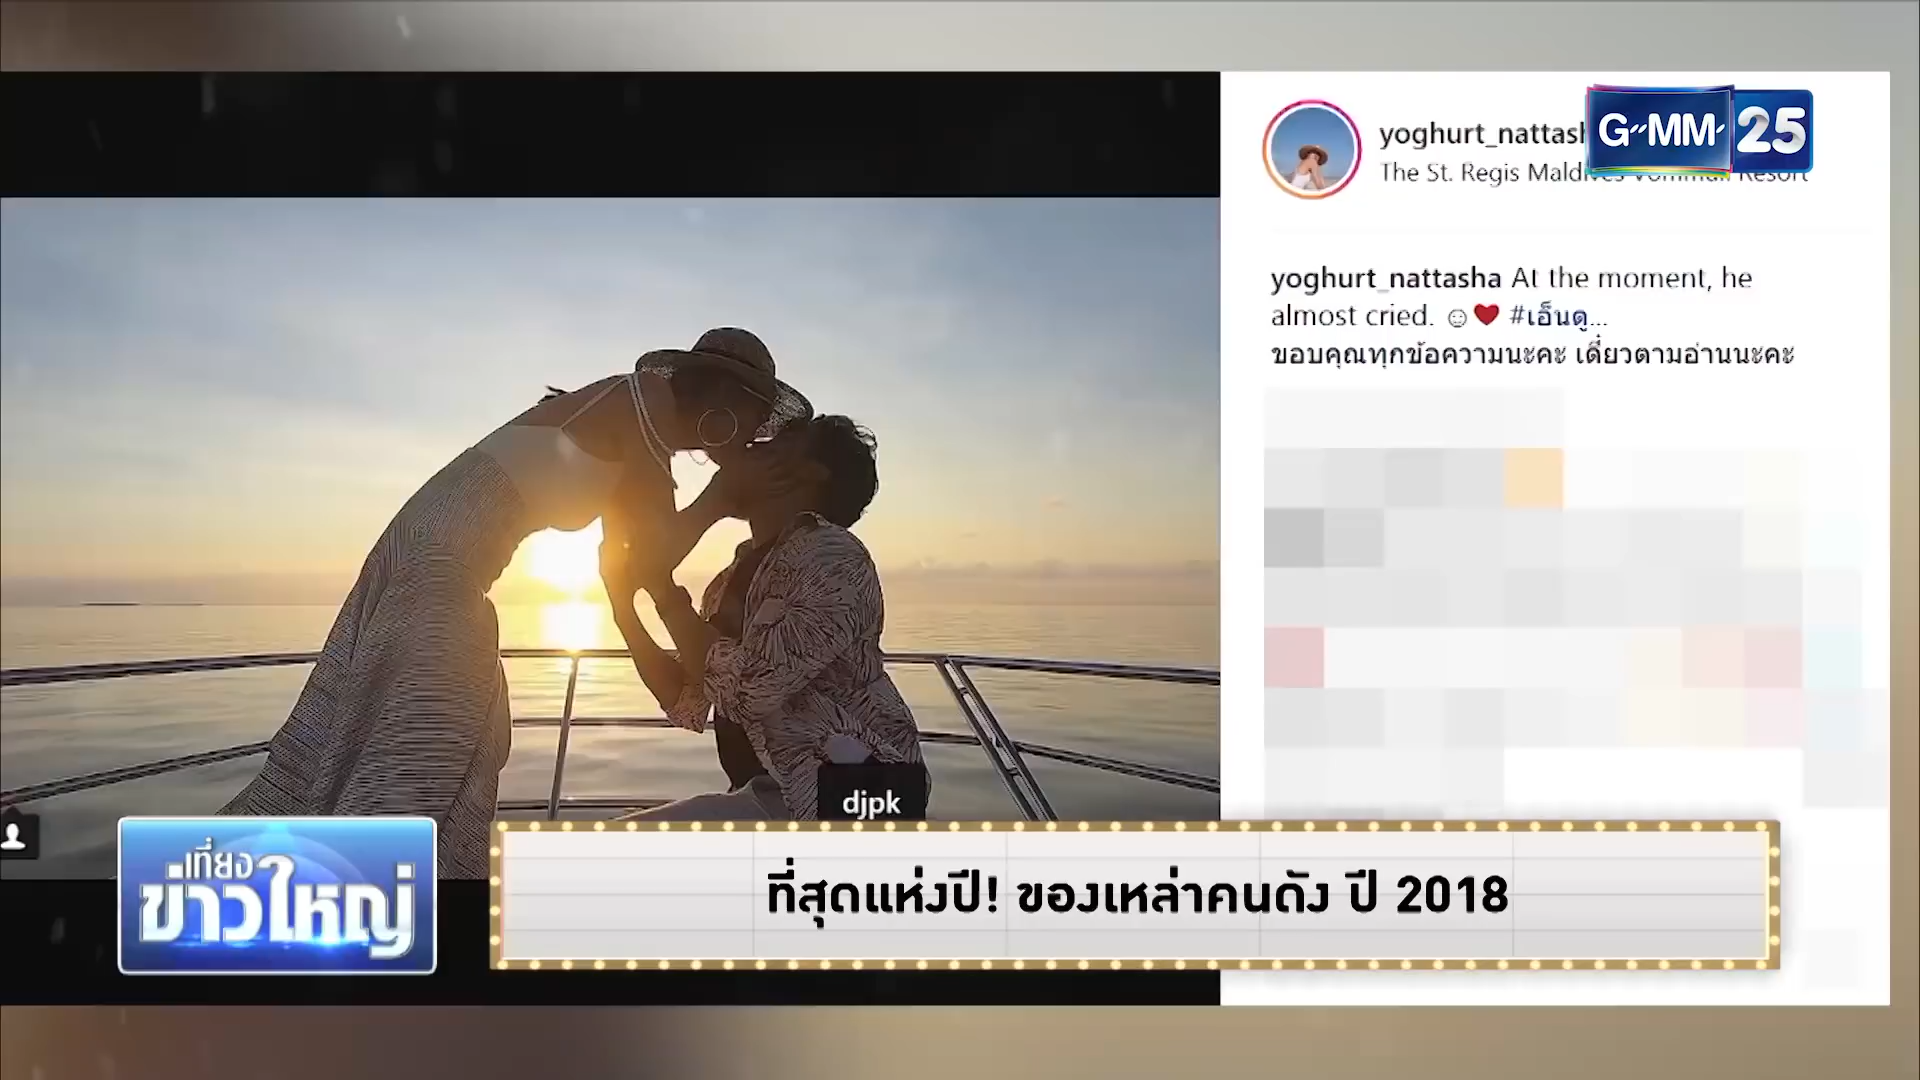 yoghurt_nattash
G-MM 25
The St. Regis Maldives Vommuli Resort
yoghurt_nattasha At the moment, he
almost cried. ☺❤ #เอ็นดู...
ขอบคุณทุกข้อความนะคะ เดี๋ยวตามอ่านนะคะ
djpk
เที่ยง
ข่าวใหญ่
ที่สุดแห่งปี! ของเหล่าคนดัง ปี 2018